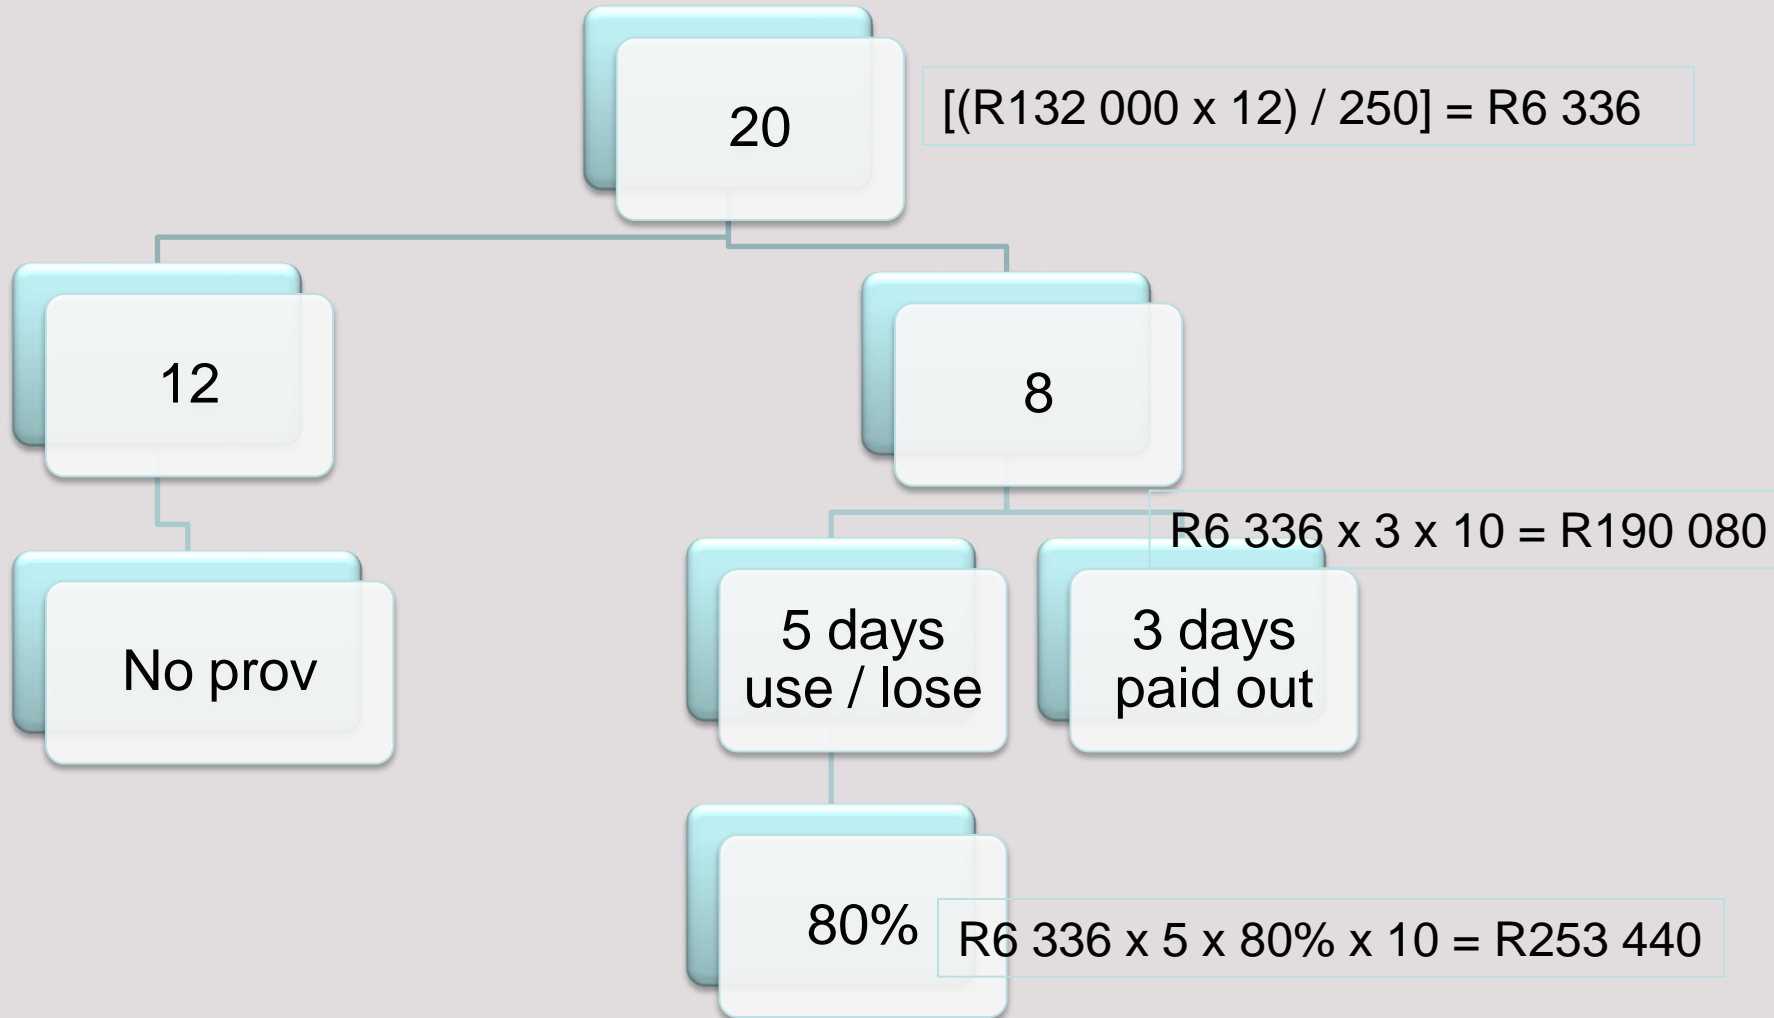 20
[(R132 000 x 12) / 250] = R6 336
12
8
R6 336 x 3 x 10 = R190 080
No prov
5 days
use / lose
3 days
paid out
80%
R6 336 x 5 x 80% x 10 = R253 440